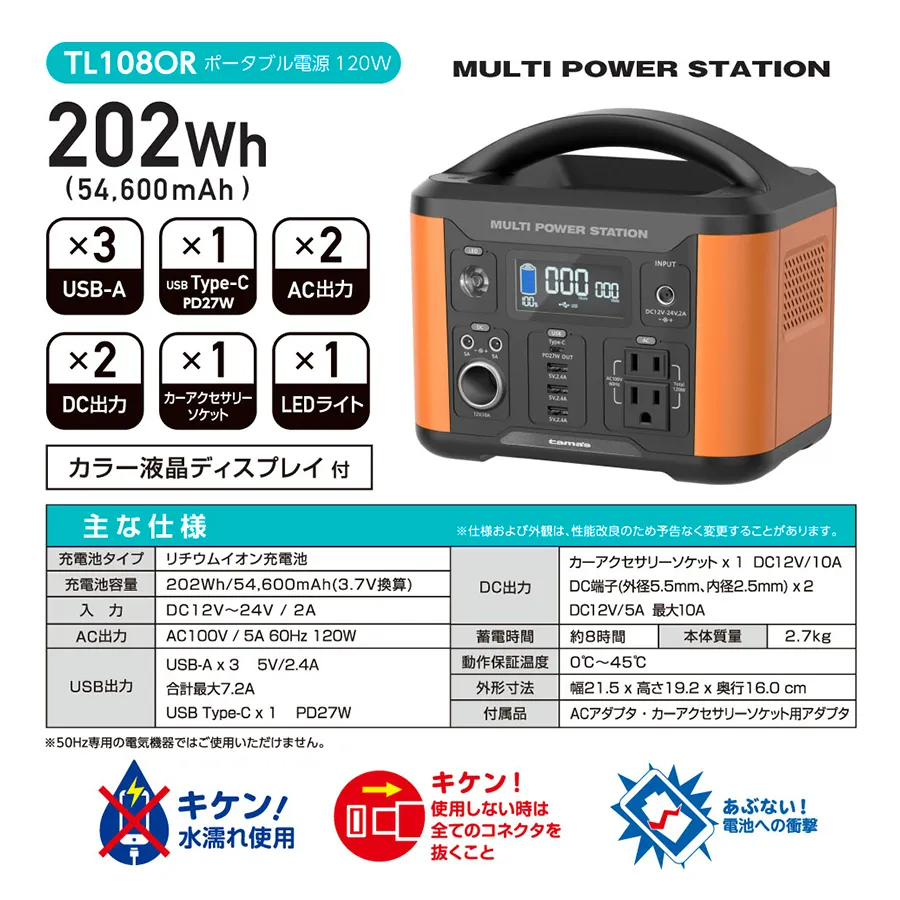 TL108OR ポータブル電源 120W
MULTI POWER STATION
202Wh
(54,600mAh)
×3
USB-A
×1
USB Type-C
PD27W
×2
AC出力
×2
DC出力
×1
カーアクセサリー
ソケット
×1
LEDライト
カラー液晶ディスプレイ 付
MULTI POWER STATION
LED
100%
000
000
INPUT
DC12V-24V,2A
DC
5A
5A
12V10A
USB
Type-C
PD27W OUT
5V,2.4A
5V,2.4A
5V,2.4A
AC
AC100V
60Hz
Total
120W
tama's
主な仕様
※仕様および外観は、性能改良のため予告なく変更することがあります。
充電池タイプ リチウムイオン充電池
充電池容量 202Wh/54,600mAh(3.7V換算)
入力 DC12V～24V / 2A
AC出力 AC100V / 5A 60Hz 120W
USB出力
USB-A x 3 5V/2.4A
合計最大7.2A
USB Type-C x 1 PD27W
DC出力
カーアクセサリーソケット x 1 DC12V/10A
DC端子(外径5.5mm、内径2.5mm) x 2
DC12V/5A 最大10A
蓄電時間 約8時間 本体質量 2.7kg
動作保証温度 0℃～45℃
外形寸法 幅21.5 x 高さ19.2 x 奥行16.0 cm
付属品 ACアダプタ・カーアクセサリーソケット用アダプタ
※50Hz専用の電気機器ではご使用いただけません。
キケン!
水濡れ使用
キケン!
使用しない時は
全てのコネクタを
抜くこと
あぶない!
電池への衝撃